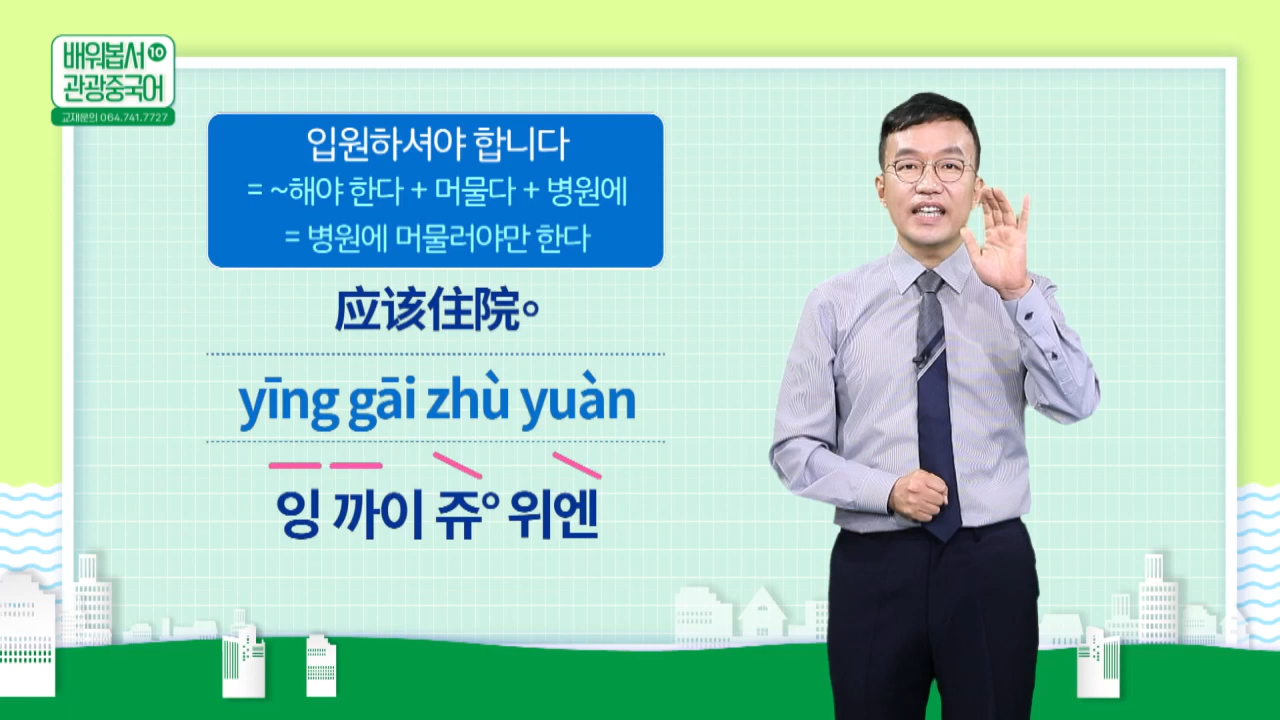 배워봅서 10
관광중국어
교재문의 064.741.7727
입원하셔야 합니다
= ~해야 한다 + 머물다 + 병원에
= 병원에 머물러야만 한다
应该住院。
yīng gāi zhù yuàn
잉 까이 쥬° 위엔